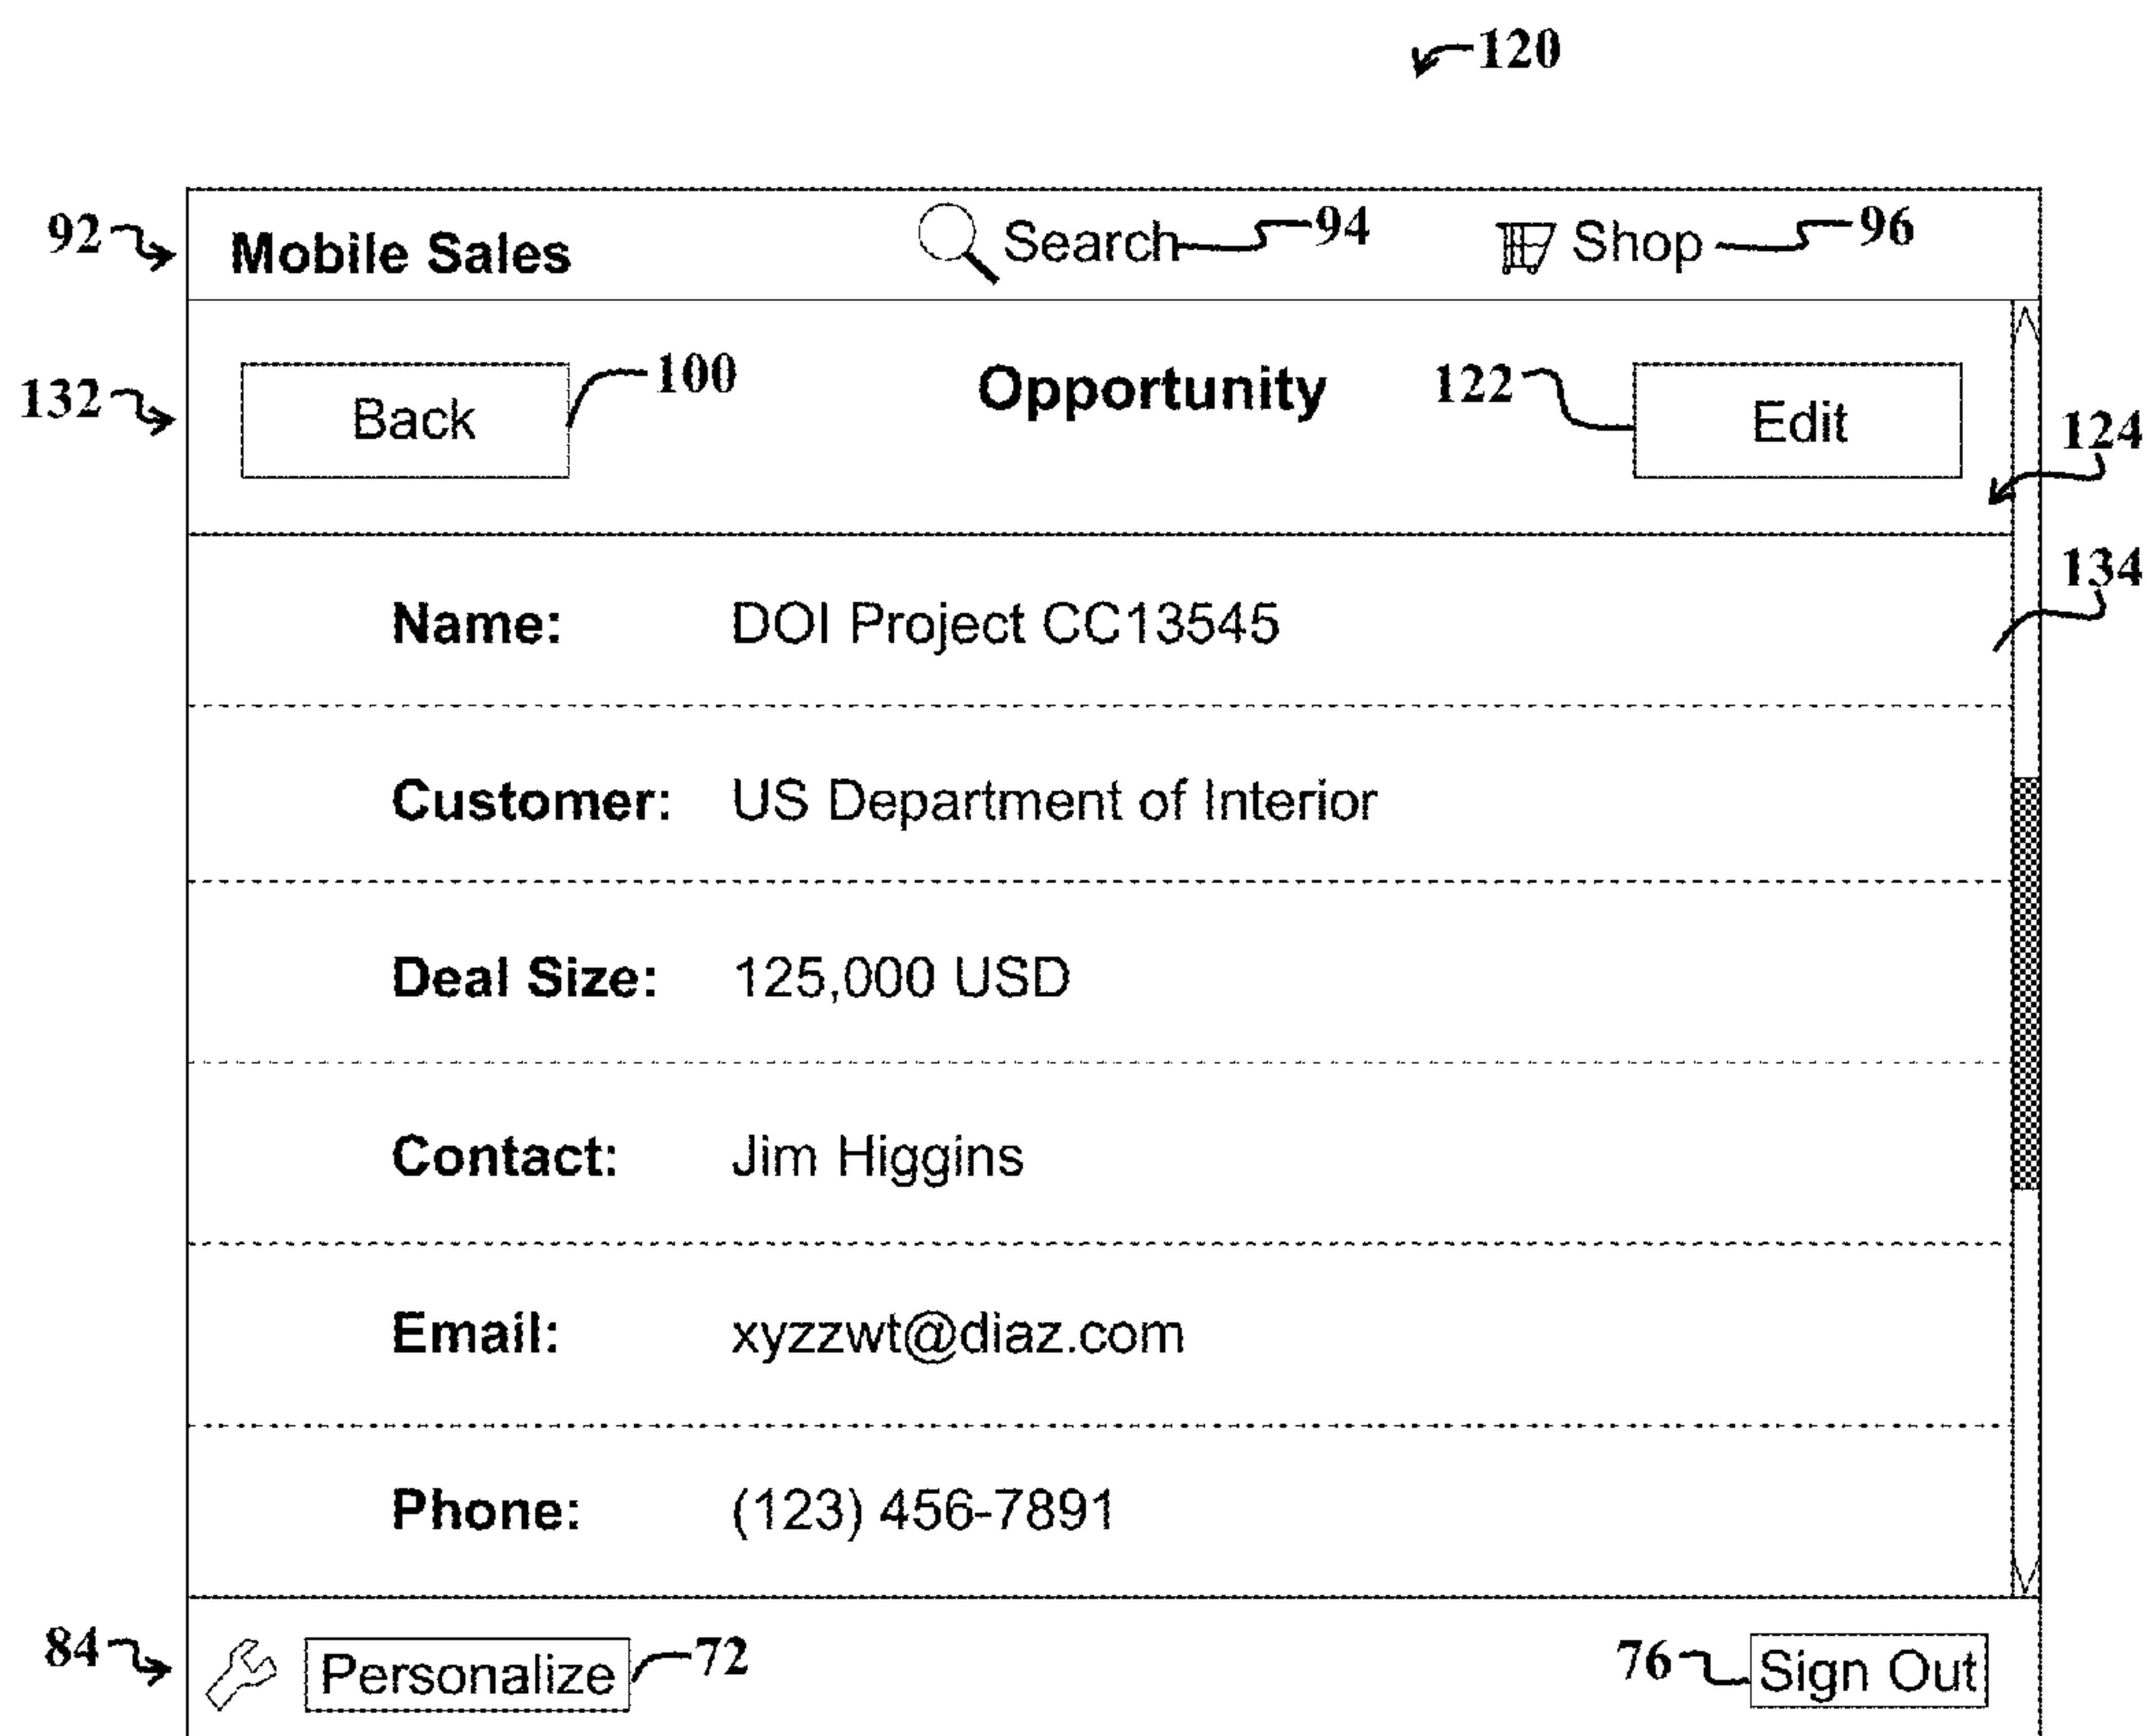 120
92 Mobile Sales Search 94 Shop 96
132 Back 100 Opportunity 122 Edit
124
134
Name: DOI Project CC13545
Customer: US Department of Interior
Deal Size: 125,000 USD
Contact: Jim Higgins
Email: xyzzwt@diaz.com
Phone: (123) 456-7891
84 Personalize 72 76 Sign Out